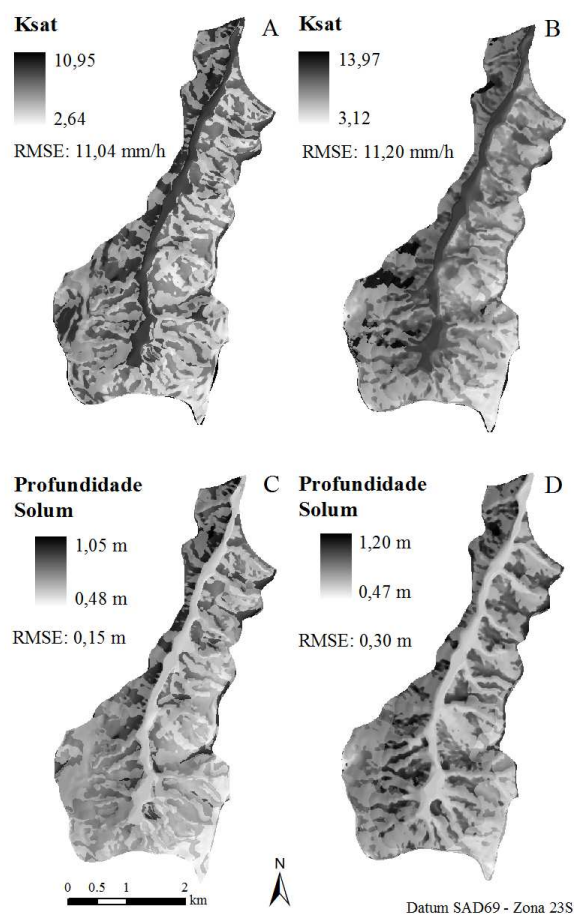 Ksat
A
10,95
2,64
RMSE: 11,04 mm/h
Ksat
B
13,97
3,12
RMSE: 11,20 mm/h
Profundidade
Solum
C
1,05 m
0,48 m
RMSE: 0,15 m
Profundidade
Solum
D
1,20 m
0,47 m
RMSE: 0,30 m
0 0.5 1 2
km
N
Datum SAD69 - Zona 23S